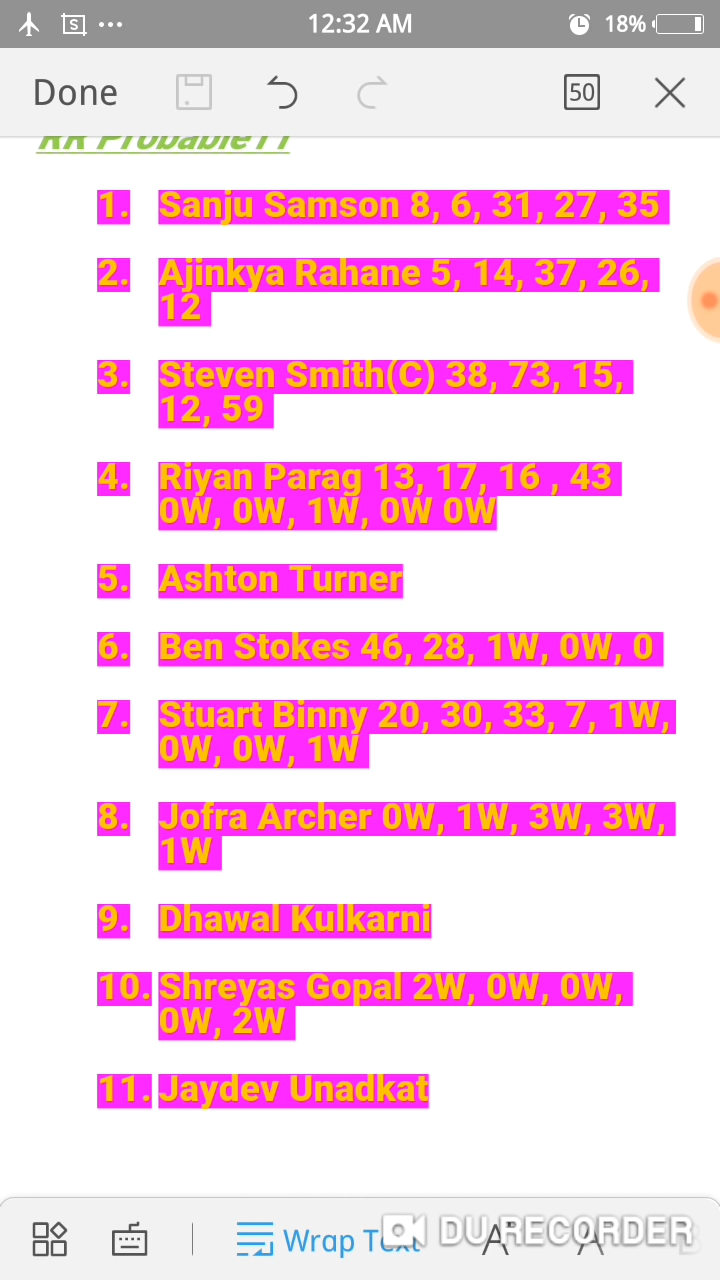 12:32 AM
18%
Done
50
RR Probable11
1. Sanju Samson 8, 6, 31, 27, 35
2. Ajinkya Rahane 5, 14, 37, 26,
12
3. Steven Smith(C) 38, 73, 15,
12, 59
4. Riyan Parag 13, 17, 16 , 43
0W, 0W, 1W, 0W 0W
5. Ashton Turner
6. Ben Stokes 46, 28, 1W, 0W, 0
7. Stuart Binny 20, 30, 33, 7, 1W,
0W, 0W, 1W
8. Jofra Archer 0W, 1W, 3W, 3W,
1W
9. Dhawal Kulkarni
10. Shreyas Gopal 2W, 0W, 0W,
0W, 2W
11. Jaydev Unadkat
Wrap Text
DU RECORDER